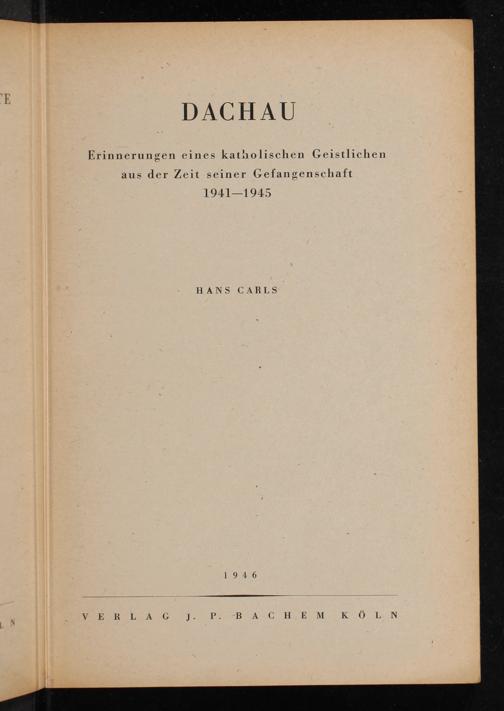 DACHAU
Erinnerungen eines katholischen Geistlichen
aus der Zeit seiner Gefangenschaft
1941—1945
HANS CARLS
1946
VERLAG J. P. BACHEM KÖLN